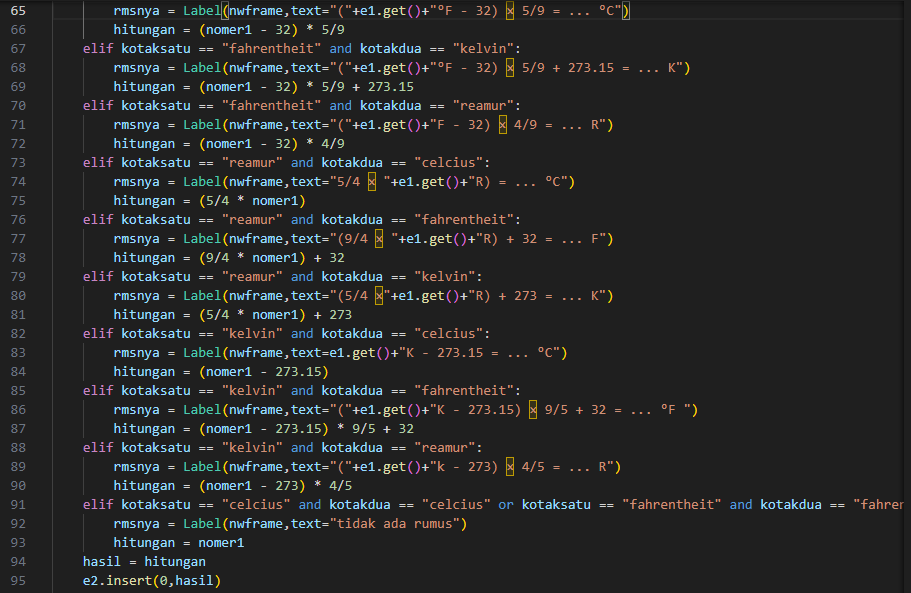 65 rmsnya = Label(nwframe,text="("+e1.get()+"°F - 32) × 5/9 = ... °C")
66 hitungan = (nomer1 - 32) * 5/9
67 elif kotaksatu == "fahrentheit" and kotakdua == "kelvin":
68 rmsnya = Label(nwframe,text="("+e1.get()+"°F - 32) × 5/9 + 273.15 = ... K")
69 hitungan = (nomer1 - 32) * 5/9 + 273.15
70 elif kotaksatu == "fahrentheit" and kotakdua == "reamur":
71 rmsnya = Label(nwframe,text="("+e1.get()+"F - 32) × 4/9 = ... R")
72 hitungan = (nomer1 - 32) * 4/9
73 elif kotaksatu == "reamur" and kotakdua == "celcius":
74 rmsnya = Label(nwframe,text="5/4 × "+e1.get()+"R) = ... °C")
75 hitungan = (5/4 * nomer1)
76 elif kotaksatu == "reamur" and kotakdua == "fahrentheit":
77 rmsnya = Label(nwframe,text="(9/4 × "+e1.get()+"R) + 32 = ... F")
78 hitungan = (9/4 * nomer1) + 32
79 elif kotaksatu == "reamur" and kotakdua == "kelvin":
80 rmsnya = Label(nwframe,text="(5/4 ×"+e1.get()+"R) + 273 = ... K")
81 hitungan = (5/4 * nomer1) + 273
82 elif kotaksatu == "kelvin" and kotakdua == "celcius":
83 rmsnya = Label(nwframe,text=e1.get()+"K - 273.15 = ... °C")
84 hitungan = (nomer1 - 273.15)
85 elif kotaksatu == "kelvin" and kotakdua == "fahrentheit":
86 rmsnya = Label(nwframe,text="("+e1.get()+"K - 273.15) × 9/5 + 32 = ... °F ")
87 hitungan = (nomer1 - 273.15) * 9/5 + 32
88 elif kotaksatu == "kelvin" and kotakdua == "reamur":
89 rmsnya = Label(nwframe,text="("+e1.get()+"k - 273) × 4/5 = ... R")
90 hitungan = (nomer1 - 273) * 4/5
91 elif kotaksatu == "celcius" and kotakdua == "celcius" or kotaksatu == "fahrentheit" and kotakdua == "fahren
92 rmsnya = Label(nwframe,text="tidak ada rumus")
93 hitungan = nomer1
94 hasil = hitungan
95 e2.insert(0,hasil)